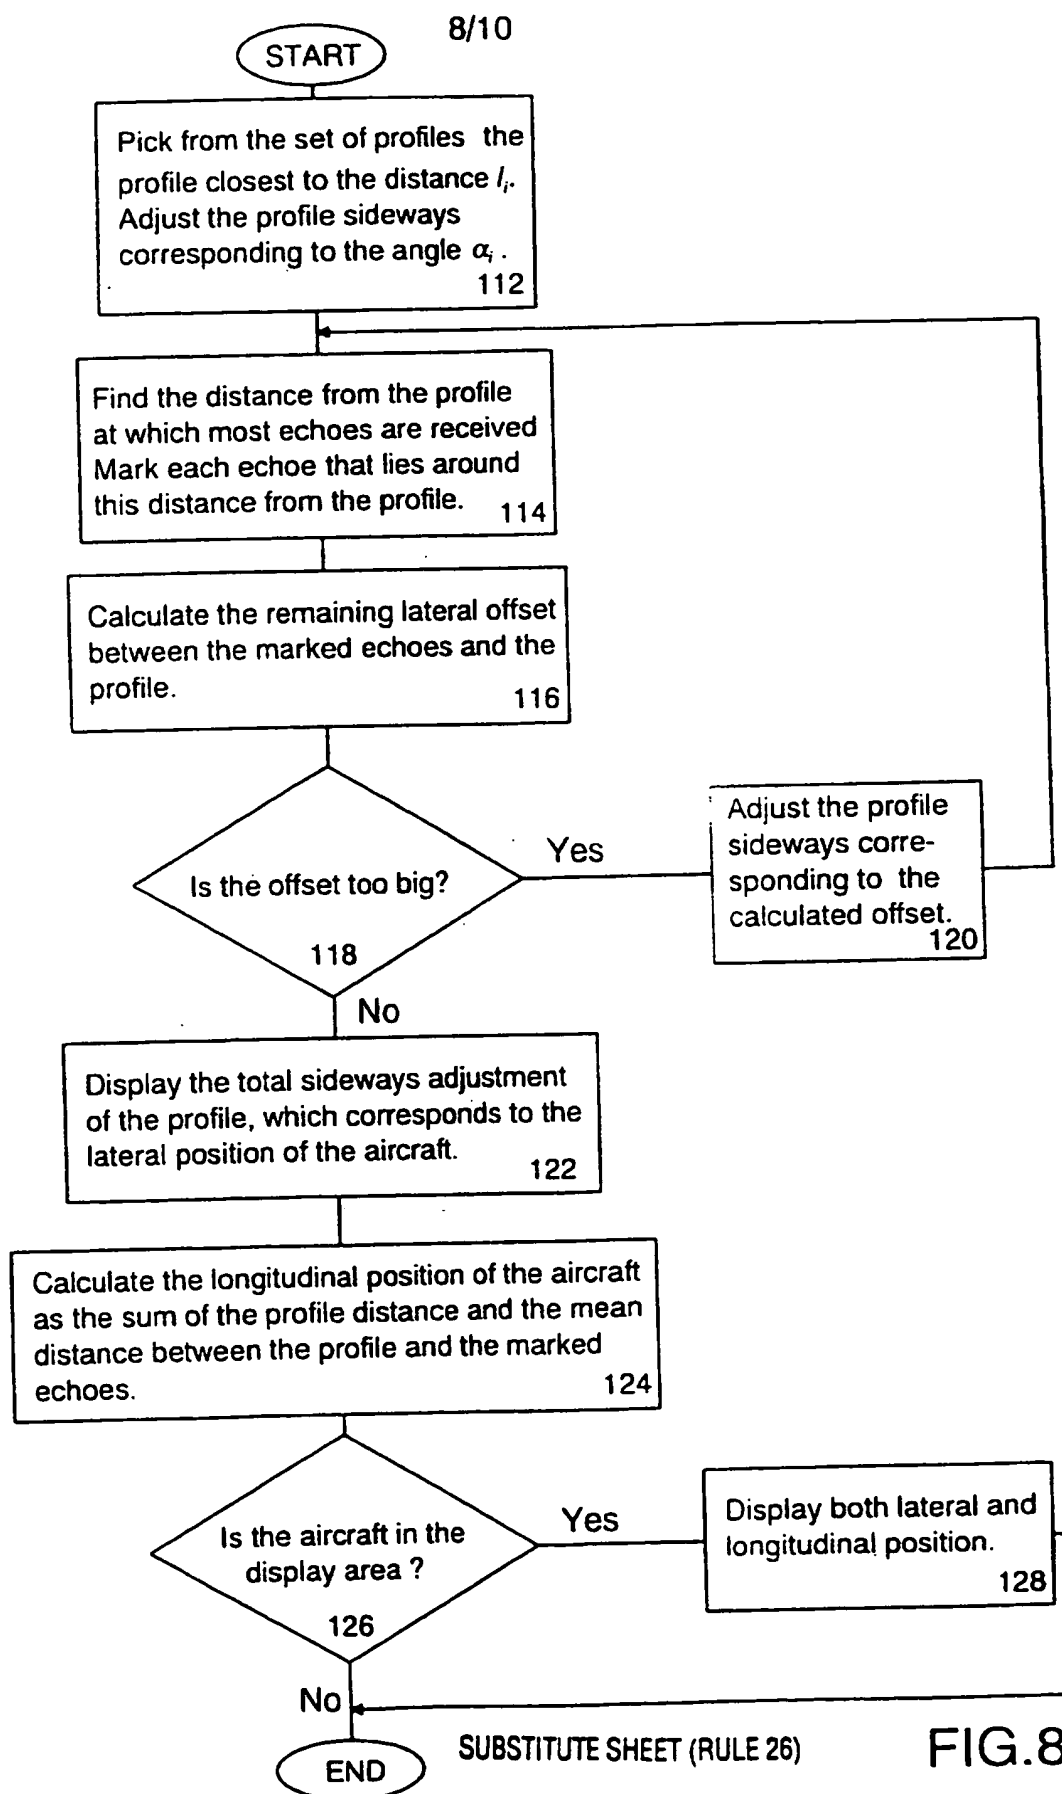 8/10
START
Pick from the set of profiles the
profile closest to the distance lᵢ.
Adjust the profile sideways
corresponding to the angle αᵢ.
112
Find the distance from the profile
at which most echoes are received
Mark each echoe that lies around
this distance from the profile.
114
Calculate the remaining lateral offset
between the marked echoes and the
profile.
116
Is the offset too big?
118
Yes
Adjust the profile
sideways corre-
sponding to the
calculated offset.
120
No
Display the total sideways adjustment
of the profile, which corresponds to the
lateral position of the aircraft.
122
Calculate the longitudinal position of the aircraft
as the sum of the profile distance and the mean
distance between the profile and the marked
echoes.
124
Is the aircraft in the
display area ?
126
Yes
Display both lateral and
longitudinal position.
128
No
END
SUBSTITUTE SHEET (RULE 26)
FIG.8